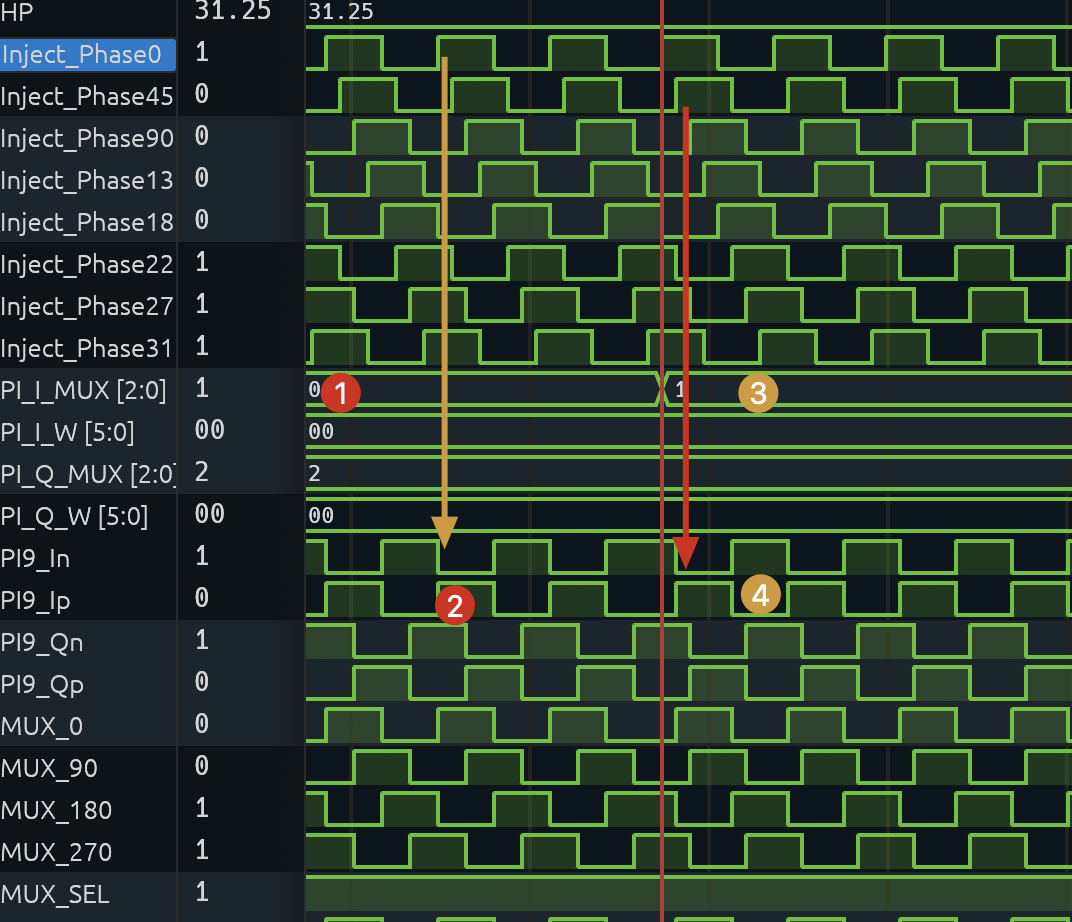 HP 31.25 31.25
Inject_Phase0 1
Inject_Phase45 0
Inject_Phase90 0
Inject_Phase13 0
Inject_Phase18 0
Inject_Phase22 1
Inject_Phase27 1
Inject_Phase31 1
PI_I_MUX [2:0] 1 0 1 1 3
PI_I_W [5:0] 00 00
PI_Q_MUX [2:0] 2 2
PI_Q_W [5:0] 00 00
PI9_In 1
PI9_Ip 0 2 4
PI9_Qn 1
PI9_Qp 0
MUX_0 0
MUX_90 0
MUX_180 1
MUX_270 1
MUX_SEL 1